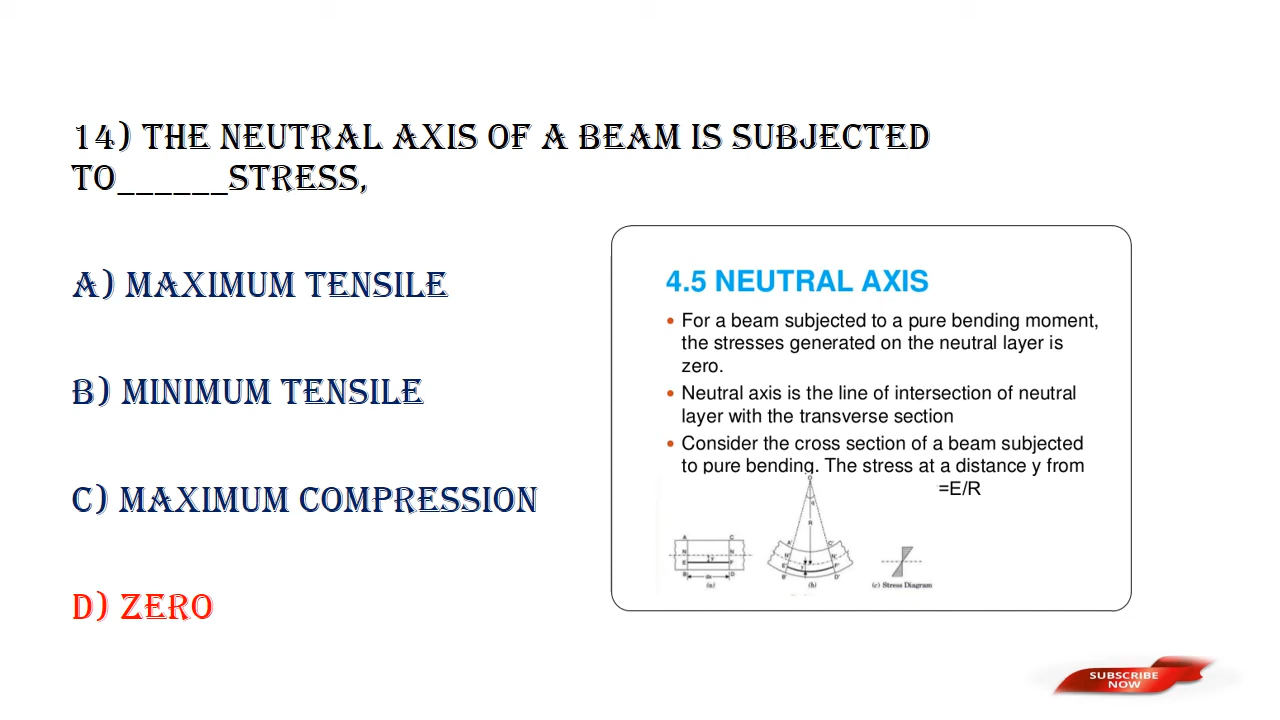 14) THE NEUTRAL AXIS OF A BEAM IS SUBJECTED
TO______STRESS,
A) MAXIMUM TENSILE
B) MINIMUM TENSILE
C) MAXIMUM COMPRESSION
D) ZERO
4.5 NEUTRAL AXIS
• For a beam subjected to a pure bending moment,
the stresses generated on the neutral layer is
zero.
• Neutral axis is the line of intersection of neutral
layer with the transverse section
• Consider the cross section of a beam subjected
to pure bending. The stress at a distance y from
=E/R
O
R
A C
N N
E F
B D
dx
(a)
A' C'
N' N'
E' F'
B' D'
(b)
(c) Stress Diagram
SUBSCRIBE
NOW